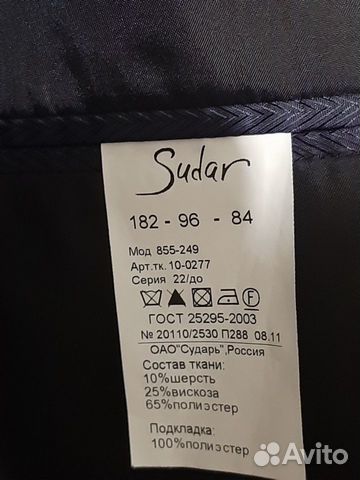 Sudar
182 - 96 - 84
Мод 855-249
Арт.тк. 10-0277
Серия 22/до
F
ГОСТ 25295-2003
№ 20110/2530 П288 08.11
ОАО"Сударь",Россия
Состав ткани:
10%шерсть
25%вискоза
65%полиэстер
Подкладка:
100%полиэстер
Avito